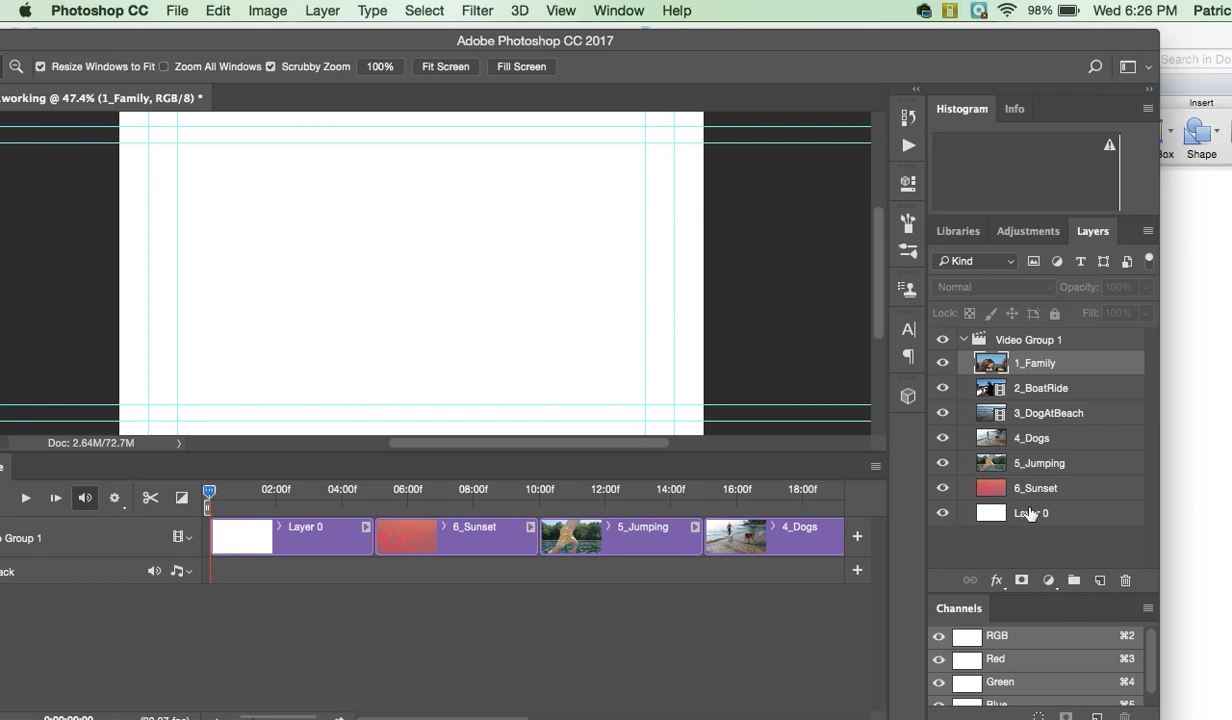 Photoshop CC File Edit Image Layer Type Select Filter 3D View Window Help 98% Wed 6:26 PM Patric
Adobe Photoshop CC 2017
Resize Windows to Fit Zoom All Windows Scrubby Zoom 100% Fit Screen Fill Screen
Search in Do
working @ 47.4% (1_Family, RGB/8) *
Histogram Info
Insert
Box Shape
Libraries Adjustments Layers
Kind
Normal Opacity: 100%
Lock: Fill: 100%
Video Group 1
1_Family
2_BoatRide
3_DogAtBeach
4_Dogs
5_Jumping
6_Sunset
Layer 0
Doc: 2.64M/72.7M
02:00f 04:00f 06:00f 08:00f 10:00f 12:00f 14:00f 16:00f 18:00f
o Group 1 Layer 0 6_Sunset 5_Jumping 4_Dogs
ack
Channels
RGB ⌘2
Red ⌘3
Green ⌘4
Blue ⌘5